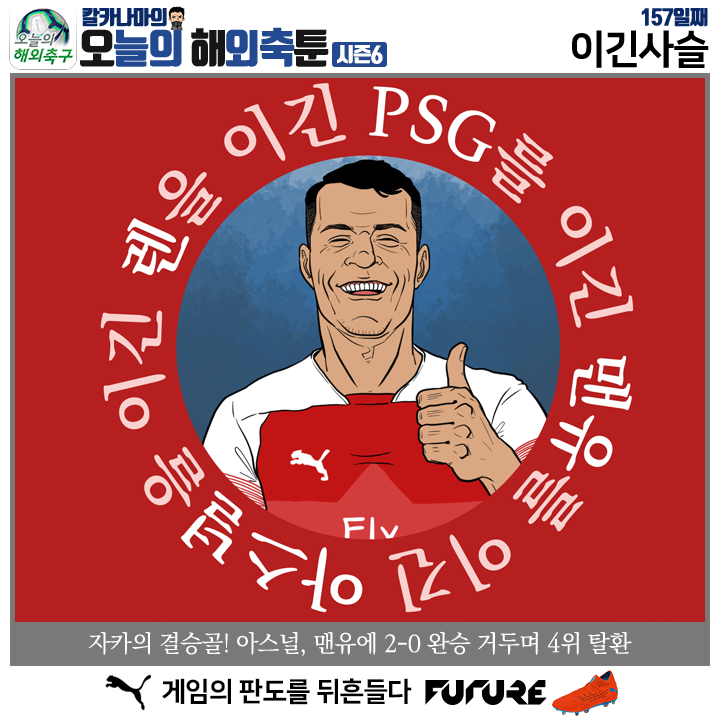 오늘의
해외축구
칼카나마의
오늘의 해외축툰
시즌6
157일째
이긴사슬
PSG를 이긴 맨유를 이긴 아스널을 이긴 렌을 이긴
Fly
자카의 결승골! 아스널, 맨유에 2-0 완승 거두며 4위 탈환
게임의 판도를 뒤흔들다 FUTURE